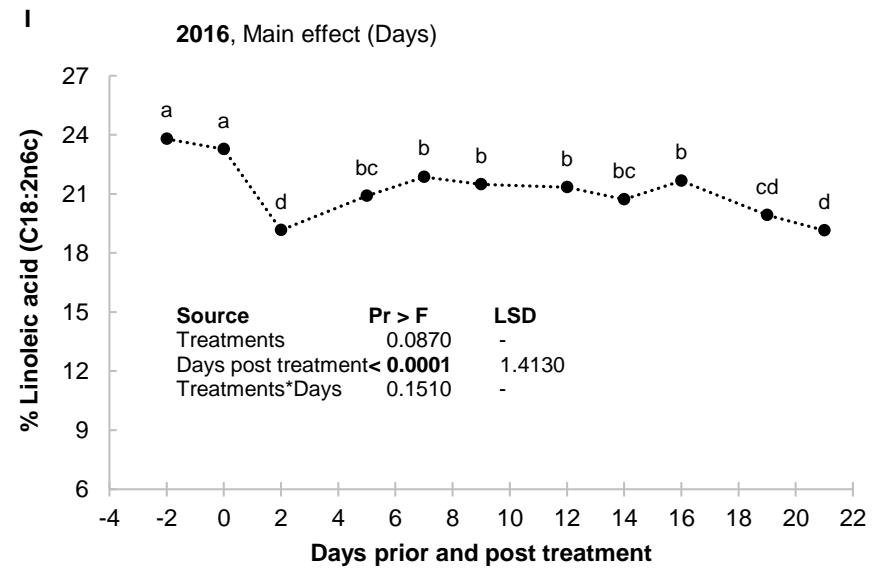 I
2016, Main effect (Days)
% Linoleic acid (C18:2n6c)
27
24
21
18
15
12
9
6
a
a
d
bc
b
b
b
bc
b
cd
d
Source Pr > F LSD
Treatments 0.0870 -
Days post treatment < 0.0001 1.4130
Treatments*Days 0.1510 -
-4 -2 0 2 4 6 8 10 12 14 16 18 20 22
Days prior and post treatment